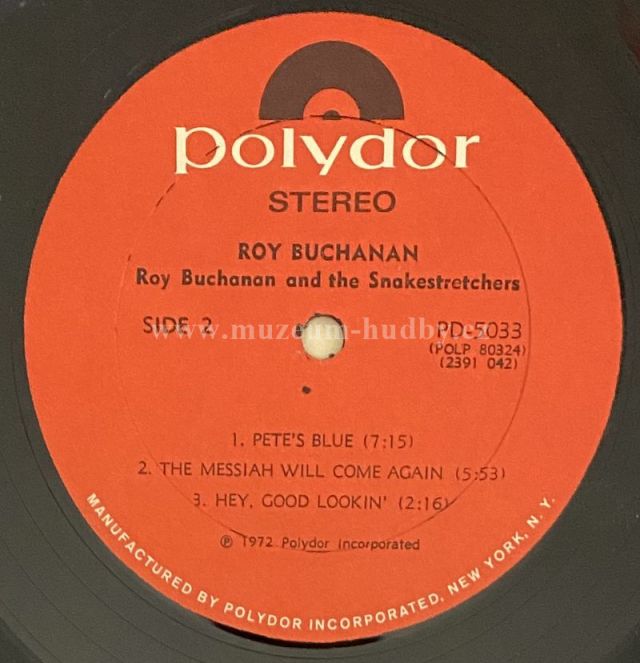 polydor
STEREO
ROY BUCHANAN
Roy Buchanan and the Snakestretchers
SIDE 2
PD-5033
(POLP 80324)
(2391 042)
www.muzeum-hudby.cz
1. PETE'S BLUE (7:15)
2. THE MESSIAH WILL COME AGAIN (5:53)
3. HEY, GOOD LOOKIN' (2:16)
℗ 1972 Polydor Incorporated
MANUFACTURED BY POLYDOR INCORPORATED, NEW YORK, N. Y.